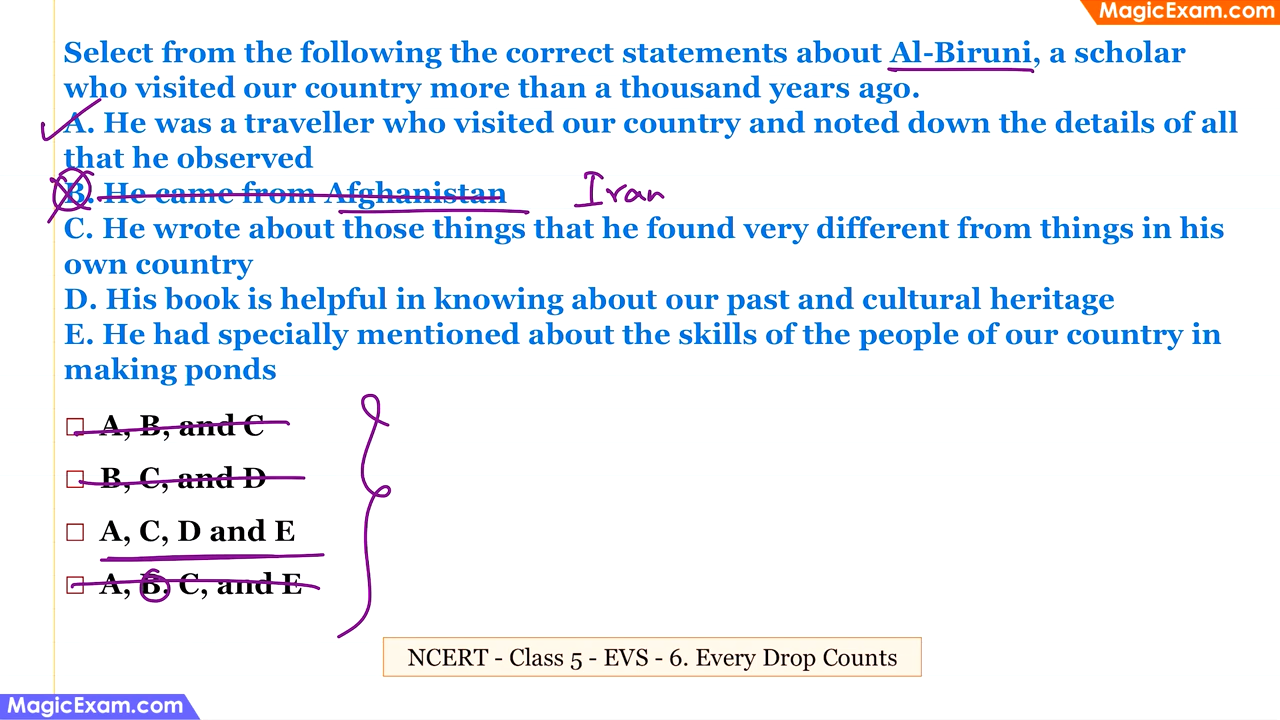 MagicExam.com
Select from the following the correct statements about Al-Biruni, a scholar
who visited our country more than a thousand years ago.
A. He was a traveller who visited our country and noted down the details of all
that he observed
B. He came from Afghanistan Iran
C. He wrote about those things that he found very different from things in his
own country
D. His book is helpful in knowing about our past and cultural heritage
E. He had specially mentioned about the skills of the people of our country in
making ponds
A, B, and C
B, C, and D
A, C, D and E
A, B. C, and E
NCERT - Class 5 - EVS - 6. Every Drop Counts
MagicExam.com